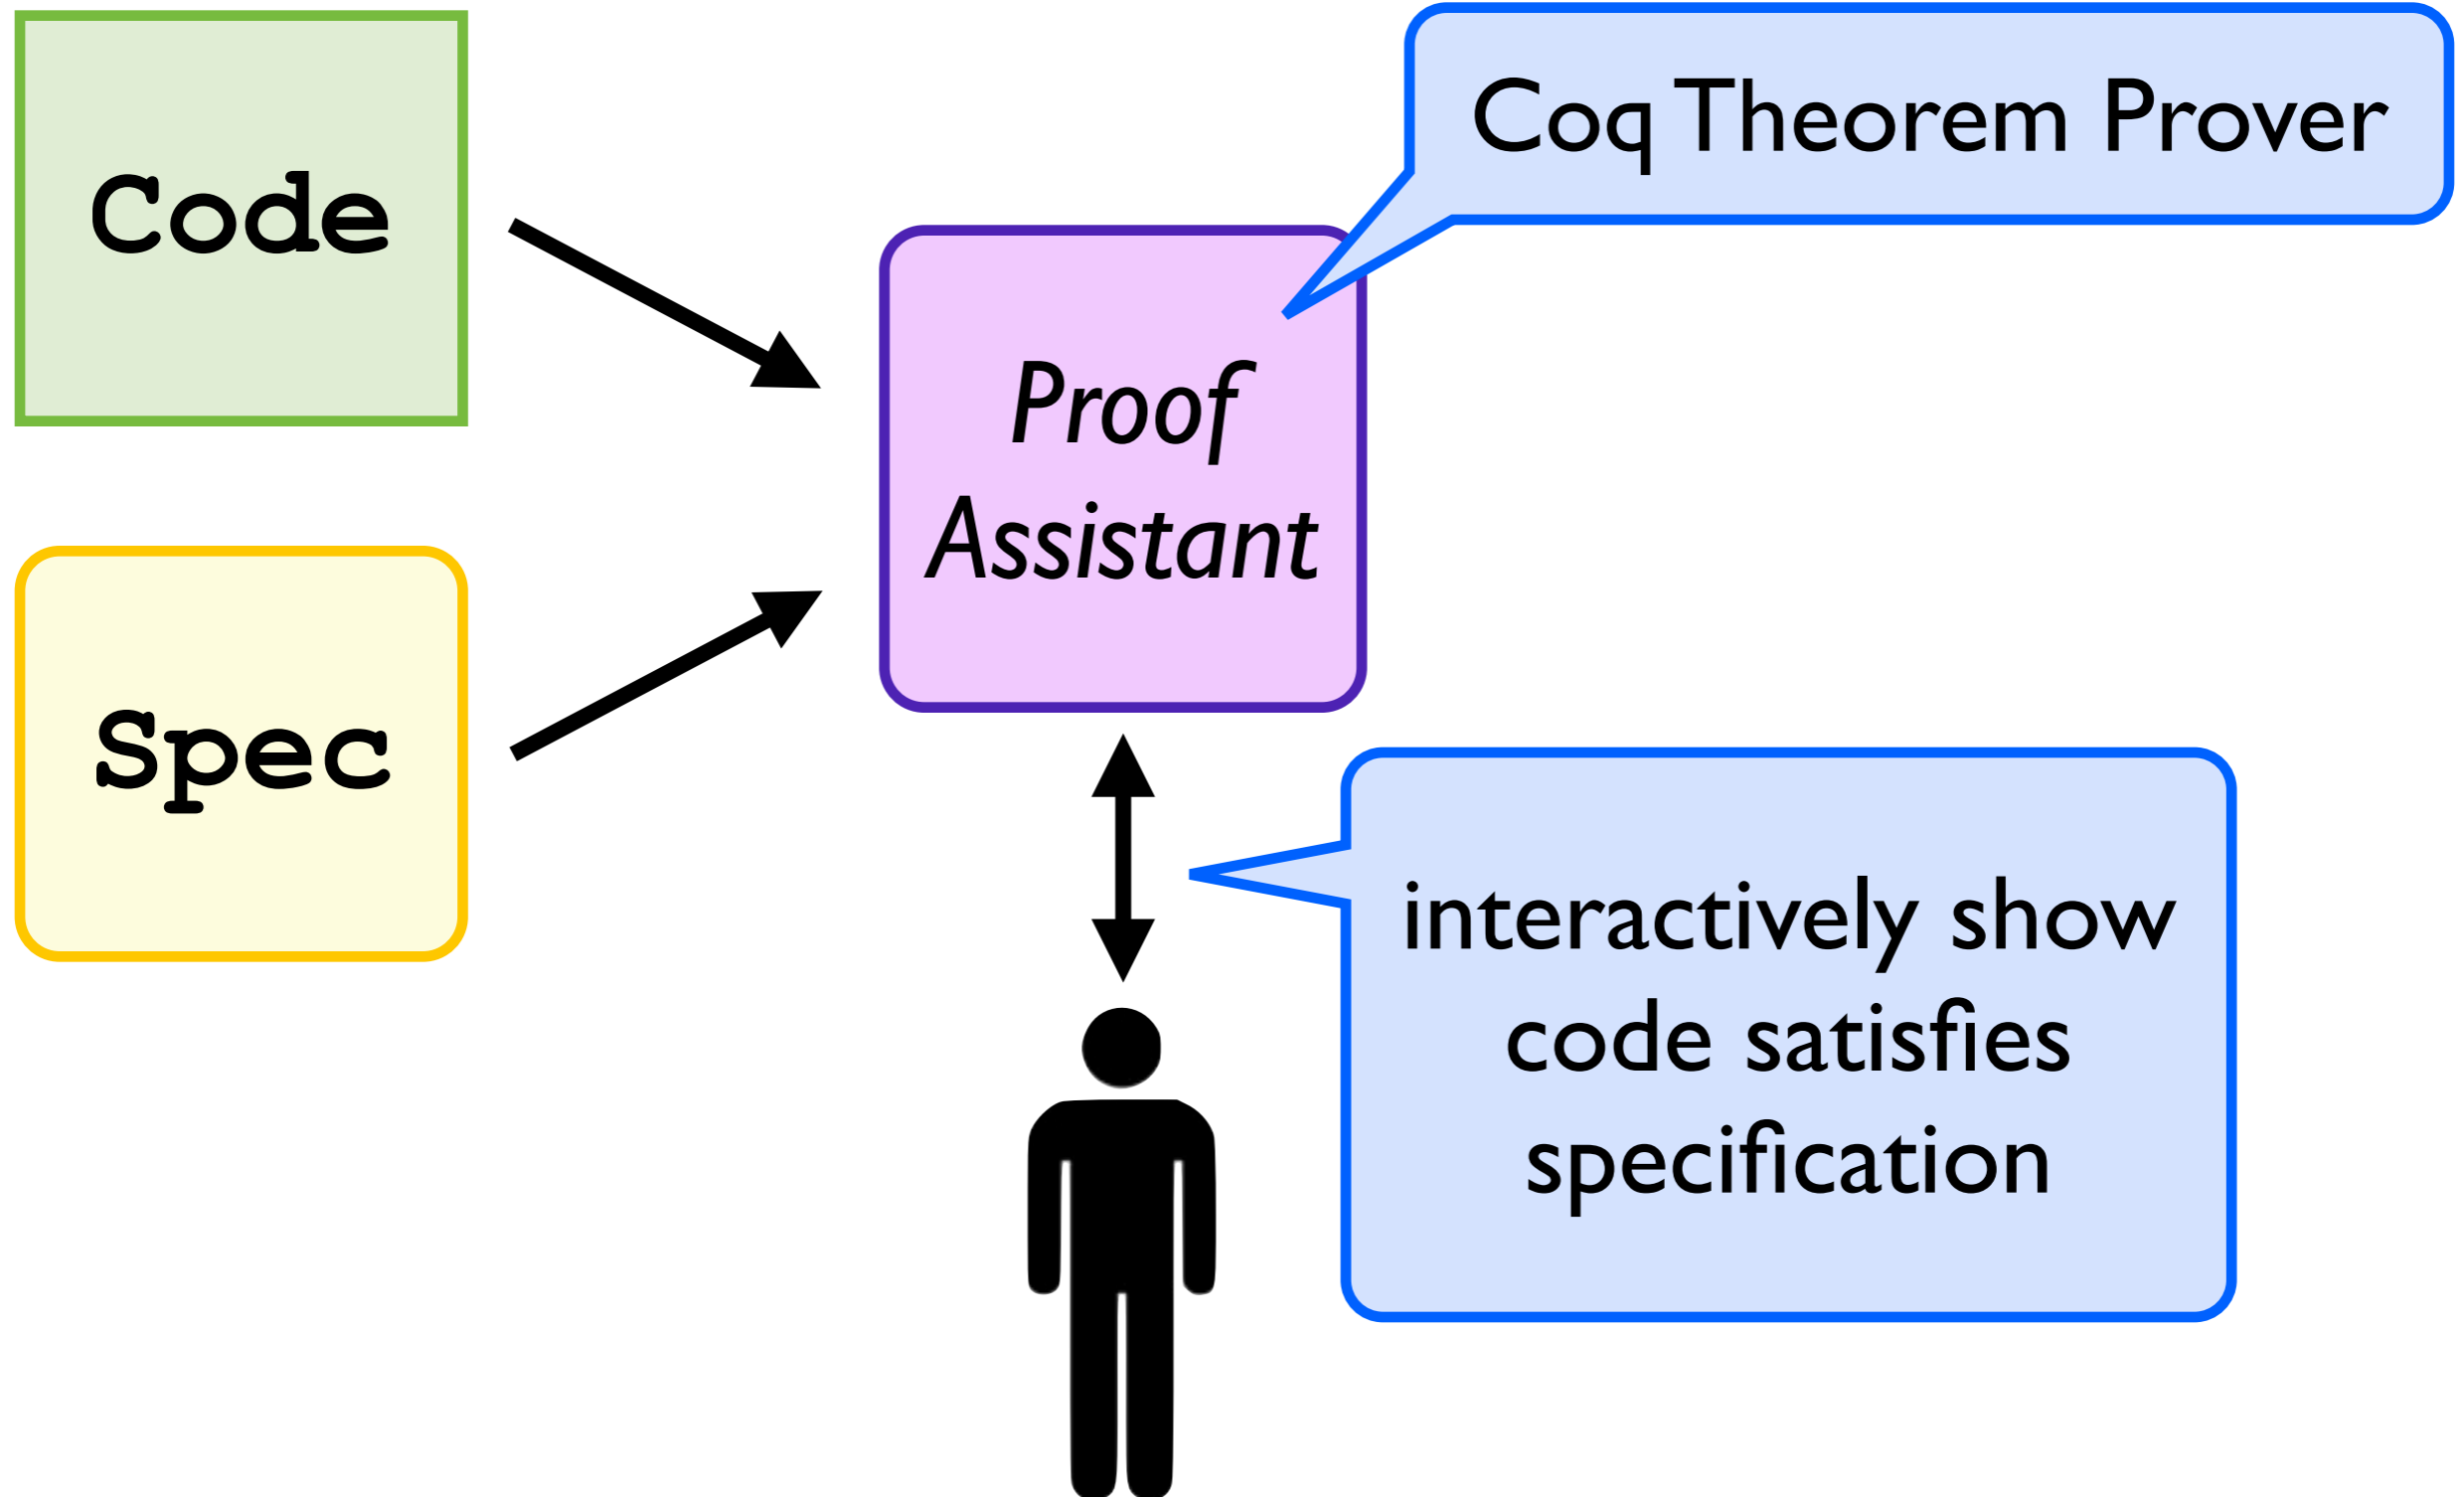 Code
Coq Theorem Prover
Proof
Assistant
Spec
interactively show
code satisfies
specification